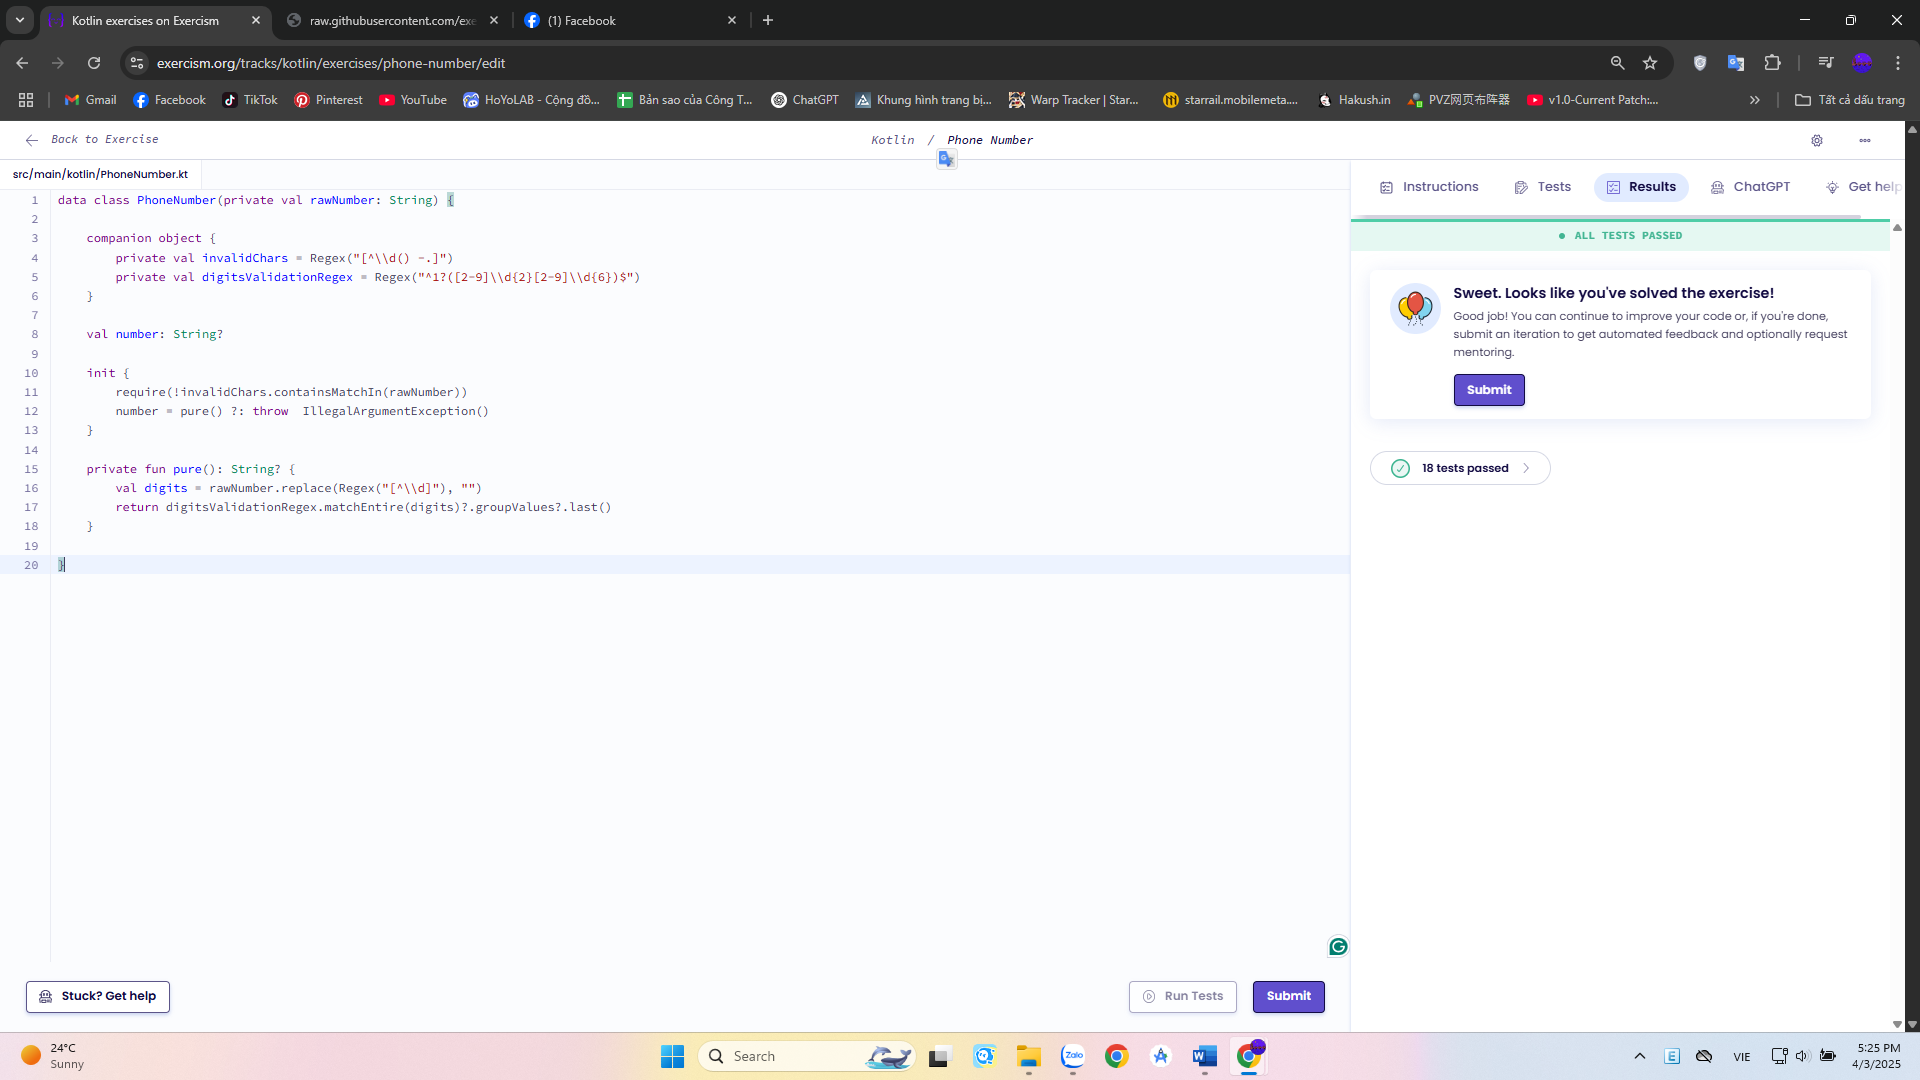 Kotlin exercises on Exercism
raw.githubusercontent.com/exe
(1) Facebook
exercism.org/tracks/kotlin/exercises/phone-number/edit
Gmail
Facebook
TikTok
Pinterest
YouTube
HoYoLAB - Cộng đồ...
Bản sao của Công T...
ChatGPT
Khung hình trang bị...
Warp Tracker | Star...
starrail.mobilemeta....
Hakush.in
PVZ网页布阵器
v1.0-Current Patch:...
Tất cả dấu trang
Back to Exercise
Kotlin / Phone Number
src/main/kotlin/PhoneNumber.kt
1 data class PhoneNumber(private val rawNumber: String) {
2
3 companion object {
4 private val invalidChars = Regex("[^\\d() -.]")
5 private val digitsValidationRegex = Regex("^1?([2-9]\\d{2}[2-9]\\d{6})$")
6 }
7
8 val number: String?
9
10 init {
11 require(!invalidChars.containsMatchIn(rawNumber))
12 number = pure() ?: throw  IllegalArgumentException()
13 }
14
15 private fun pure(): String? {
16 val digits = rawNumber.replace(Regex("[^\\d]"), "")
17 return digitsValidationRegex.matchEntire(digits)?.groupValues?.last()
18 }
19
20 }
Instructions
Tests
Results
ChatGPT
Get help
ALL TESTS PASSED
Sweet. Looks like you've solved the exercise!
Good job! You can continue to improve your code or, if you're done,
submit an iteration to get automated feedback and optionally request
mentoring.
Submit
18 tests passed
Stuck? Get help
Run Tests
Submit
24°C
Sunny
Search
Zalo
VIE
5:25 PM
4/3/2025